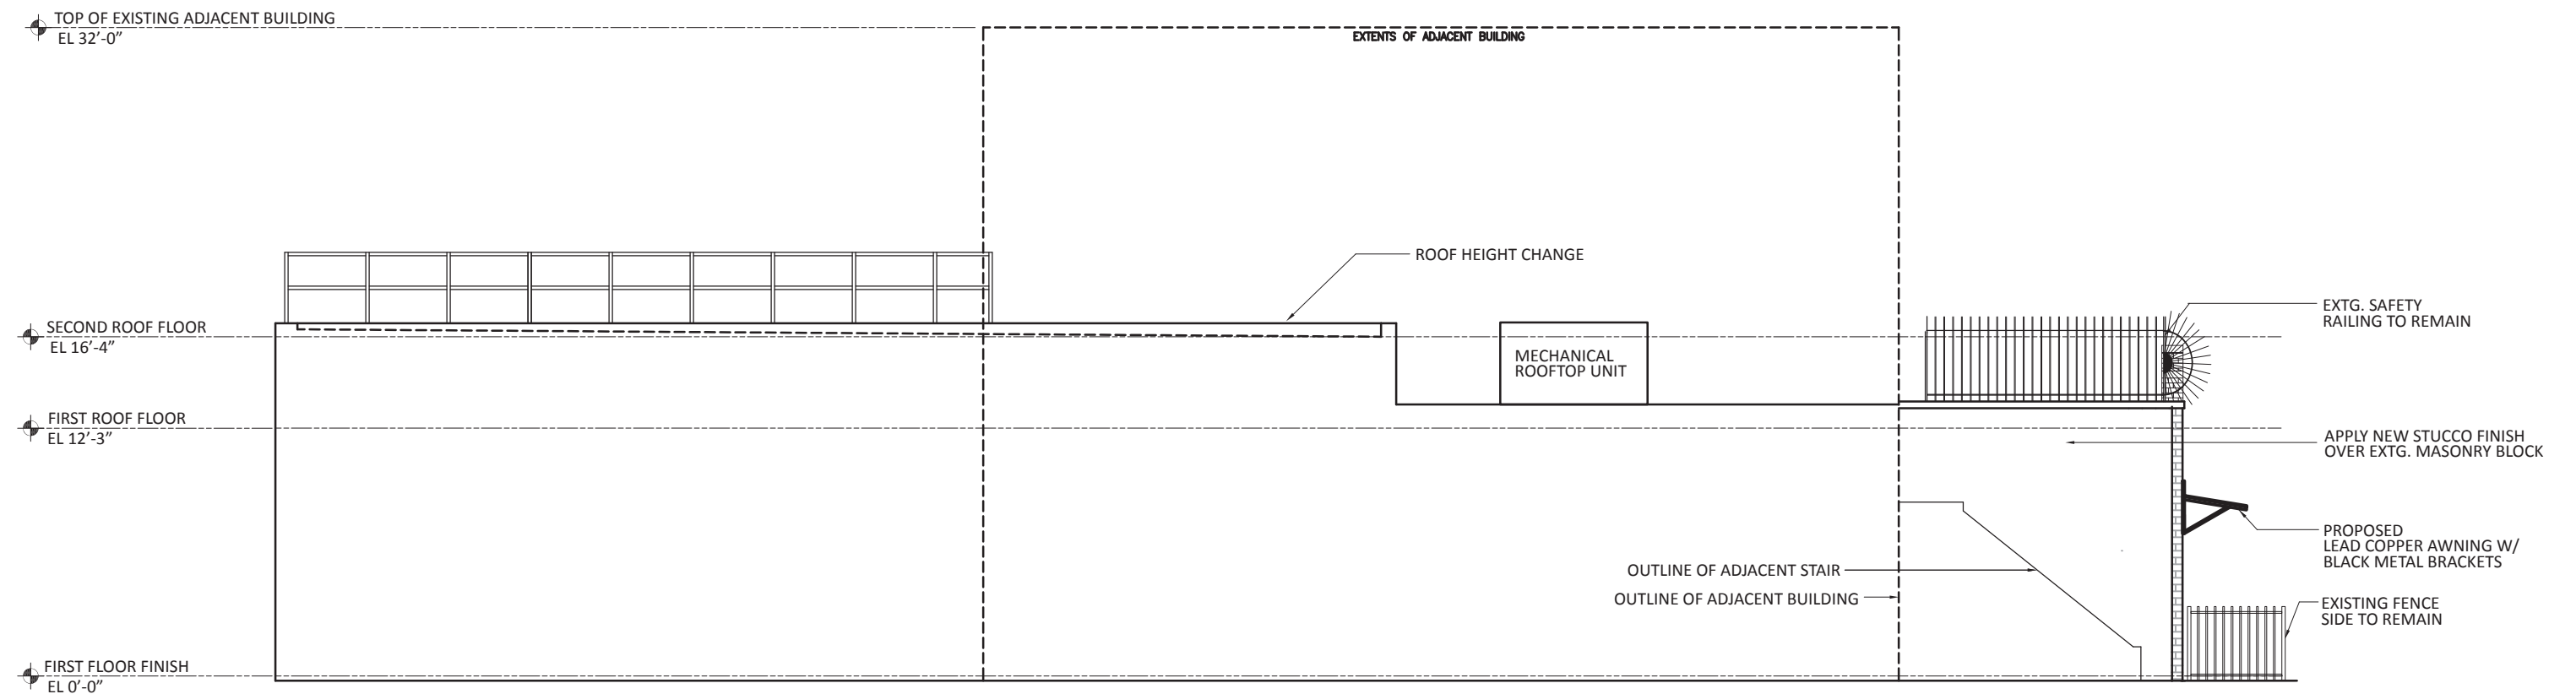 TOP OF EXISTING ADJACENT BUILDING
EL 32’-0”
EXTENTS OF ADJACENT BUILDING
ROOF HEIGHT CHANGE
SECOND ROOF FLOOR
EL 16’-4”
MECHANICAL
ROOFTOP UNIT
EXTG. SAFETY
RAILING TO REMAIN
FIRST ROOF FLOOR
EL 12’-3”
APPLY NEW STUCCO FINISH
OVER EXTG. MASONRY BLOCK
PROPOSED
LEAD COPPER AWNING W/
BLACK METAL BRACKETS
OUTLINE OF ADJACENT STAIR
OUTLINE OF ADJACENT BUILDING
EXISTING FENCE
SIDE TO REMAIN
FIRST FLOOR FINISH
EL 0’-0”